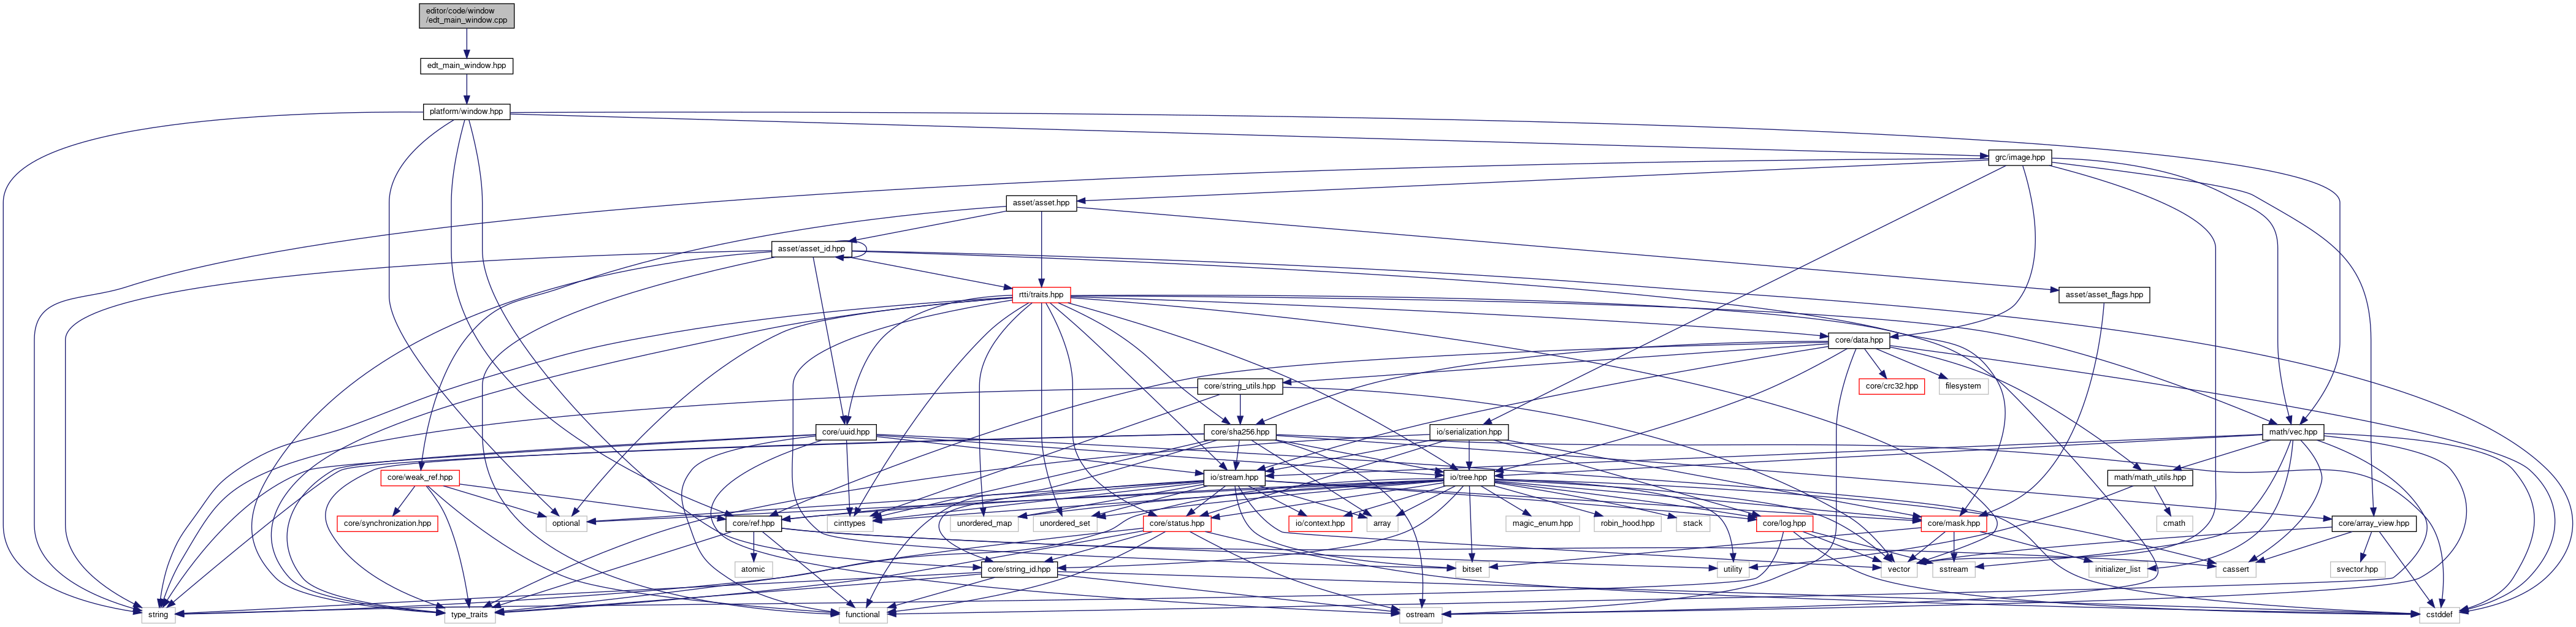 editor/code/window
/edt_main_window.cpp
edt_main_window.hpp
platform/window.hpp
grc/image.hpp
asset/asset.hpp
asset/asset_id.hpp
rtti/traits.hpp
asset/asset_flags.hpp
core/data.hpp
core/string_utils.hpp
core/crc32.hpp
filesystem
core/uuid.hpp
core/sha256.hpp
io/serialization.hpp
math/vec.hpp
core/weak_ref.hpp
io/stream.hpp
io/tree.hpp
math/math_utils.hpp
core/synchronization.hpp
optional
core/ref.hpp
cinttypes
unordered_map
unordered_set
core/status.hpp
io/context.hpp
array
magic_enum.hpp
robin_hood.hpp
stack
core/log.hpp
core/mask.hpp
cmath
core/array_view.hpp
atomic
core/string_id.hpp
bitset
utility
vector
sstream
initializer_list
cassert
svector.hpp
string
type_traits
functional
ostream
cstddef